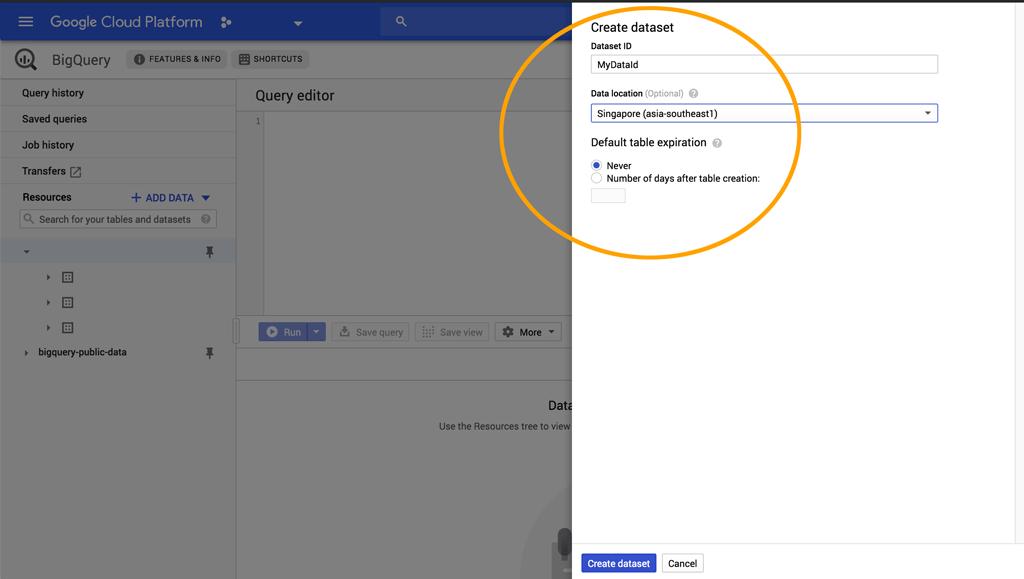 Google Cloud Platform
BigQuery
FEATURES & INFO
SHORTCUTS
Query history
Saved queries
Job history
Transfers
Resources
ADD DATA
Search for your tables and datasets
bigquery-public-data
Query editor
1
Run
Save query
Save view
More
Data
Use the Resources tree to view
Create dataset
Dataset ID
MyDataId
Data location (Optional)
Singapore (asia-southeast1)
Default table expiration
Never
Number of days after table creation:
Create dataset
Cancel